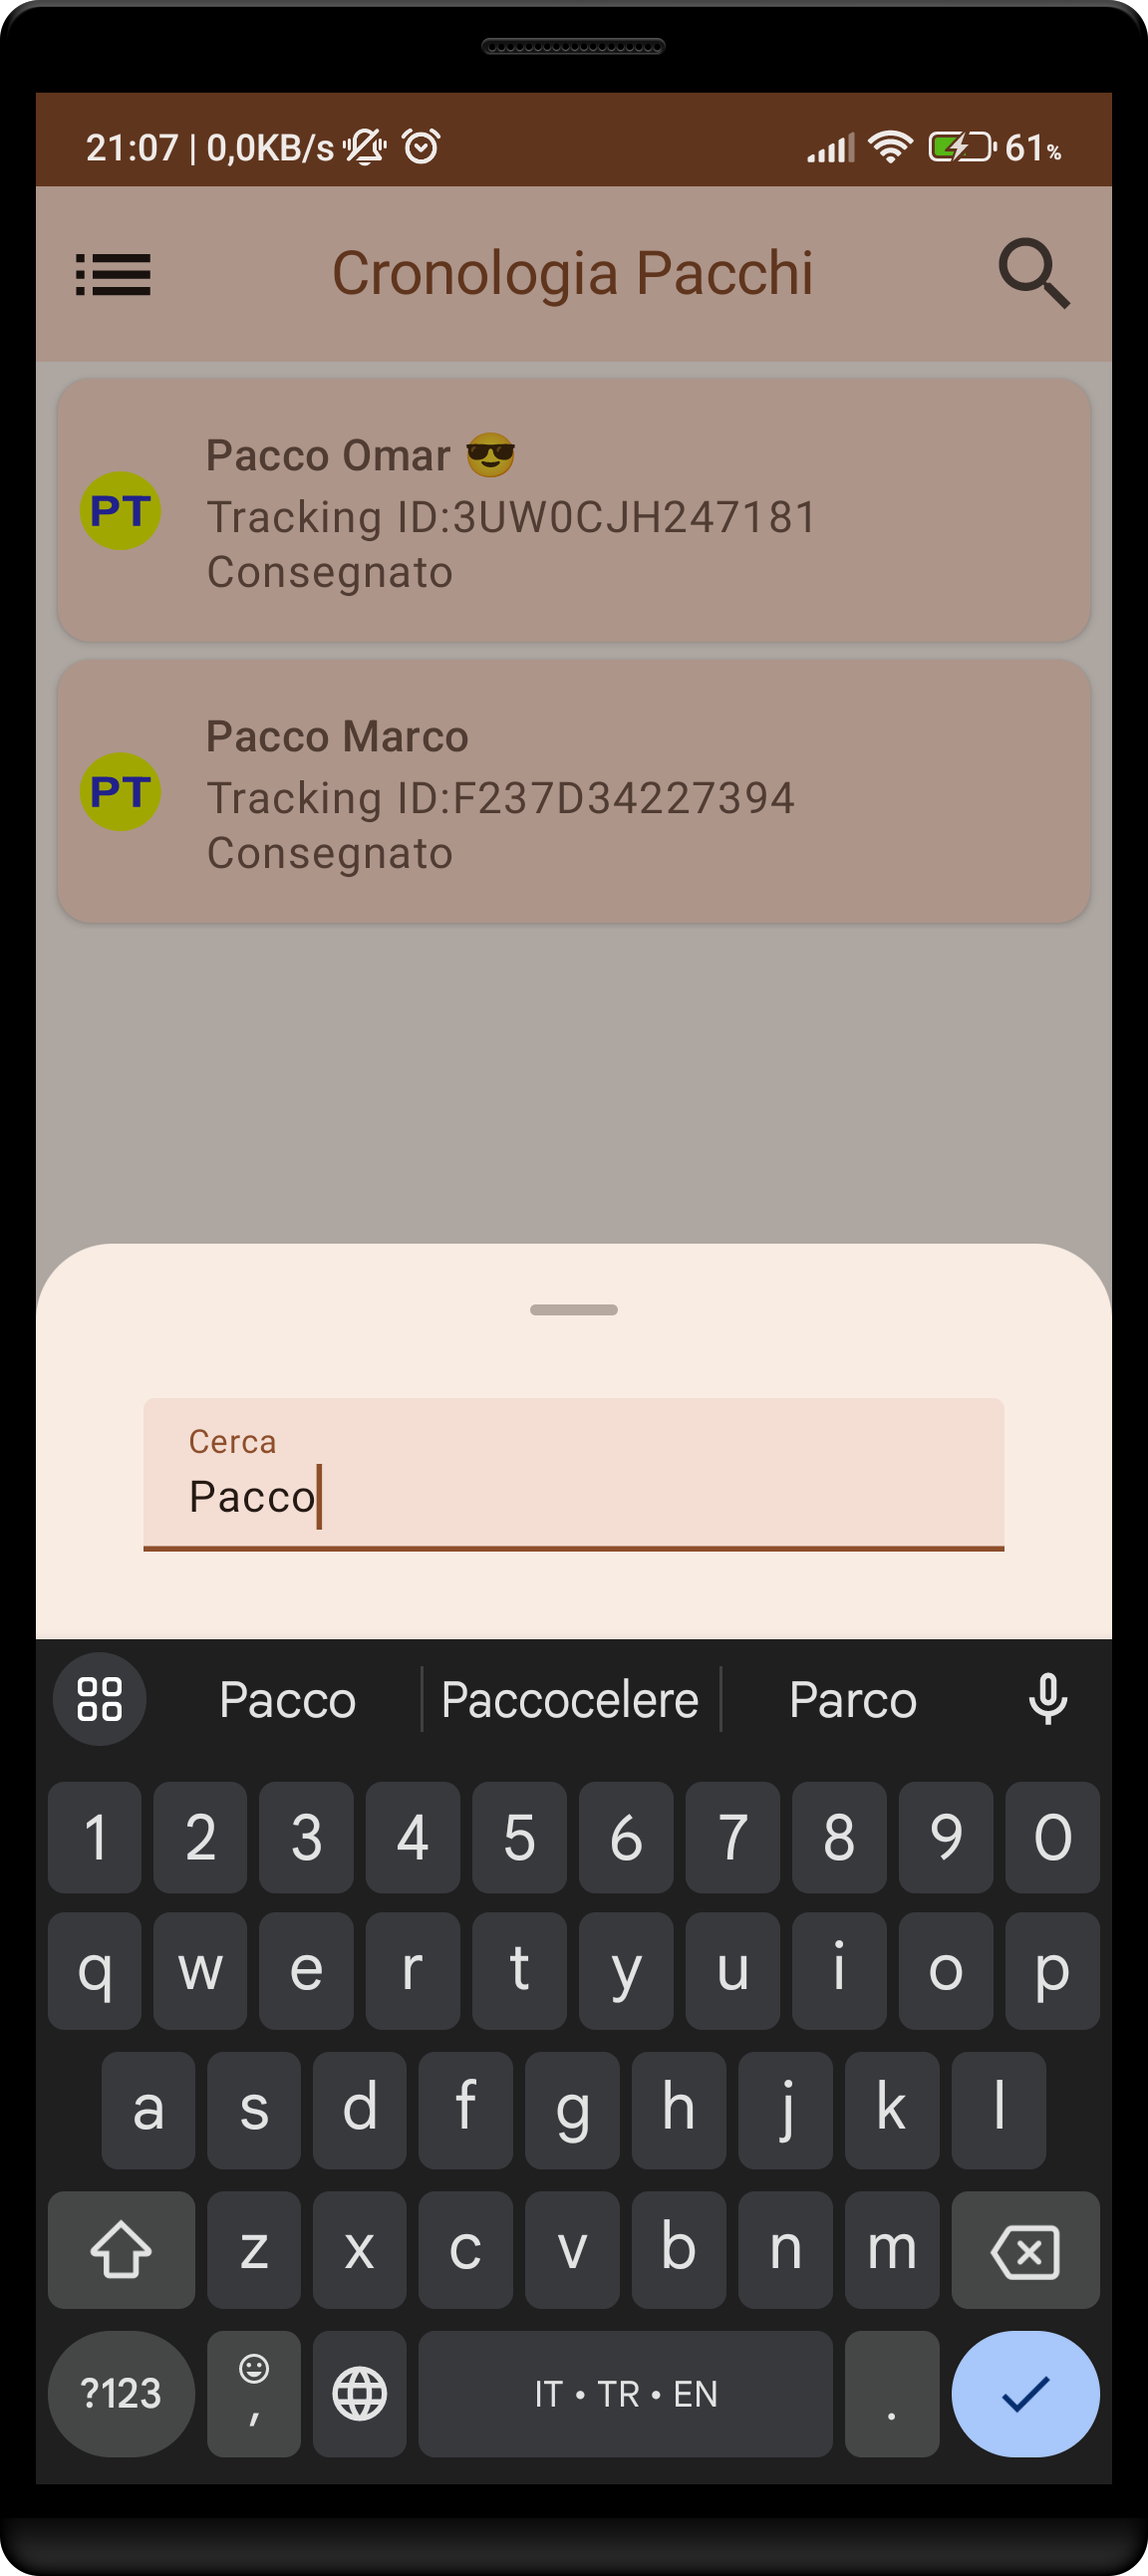 21:07 | 0,0KB/s 61%
Cronologia Pacchi
Pacco Omar 😎
PT
Tracking ID:3UW0CJH247181
Consegnato
Pacco Marco
PT
Tracking ID:F237D34227394
Consegnato
Cerca
Pacco
Pacco Paccocelere Parco
1 2 3 4 5 6 7 8 9 0
q w e r t y u i o p
a s d f g h j k l
z x c v b n m
?123 , IT • TR • EN .